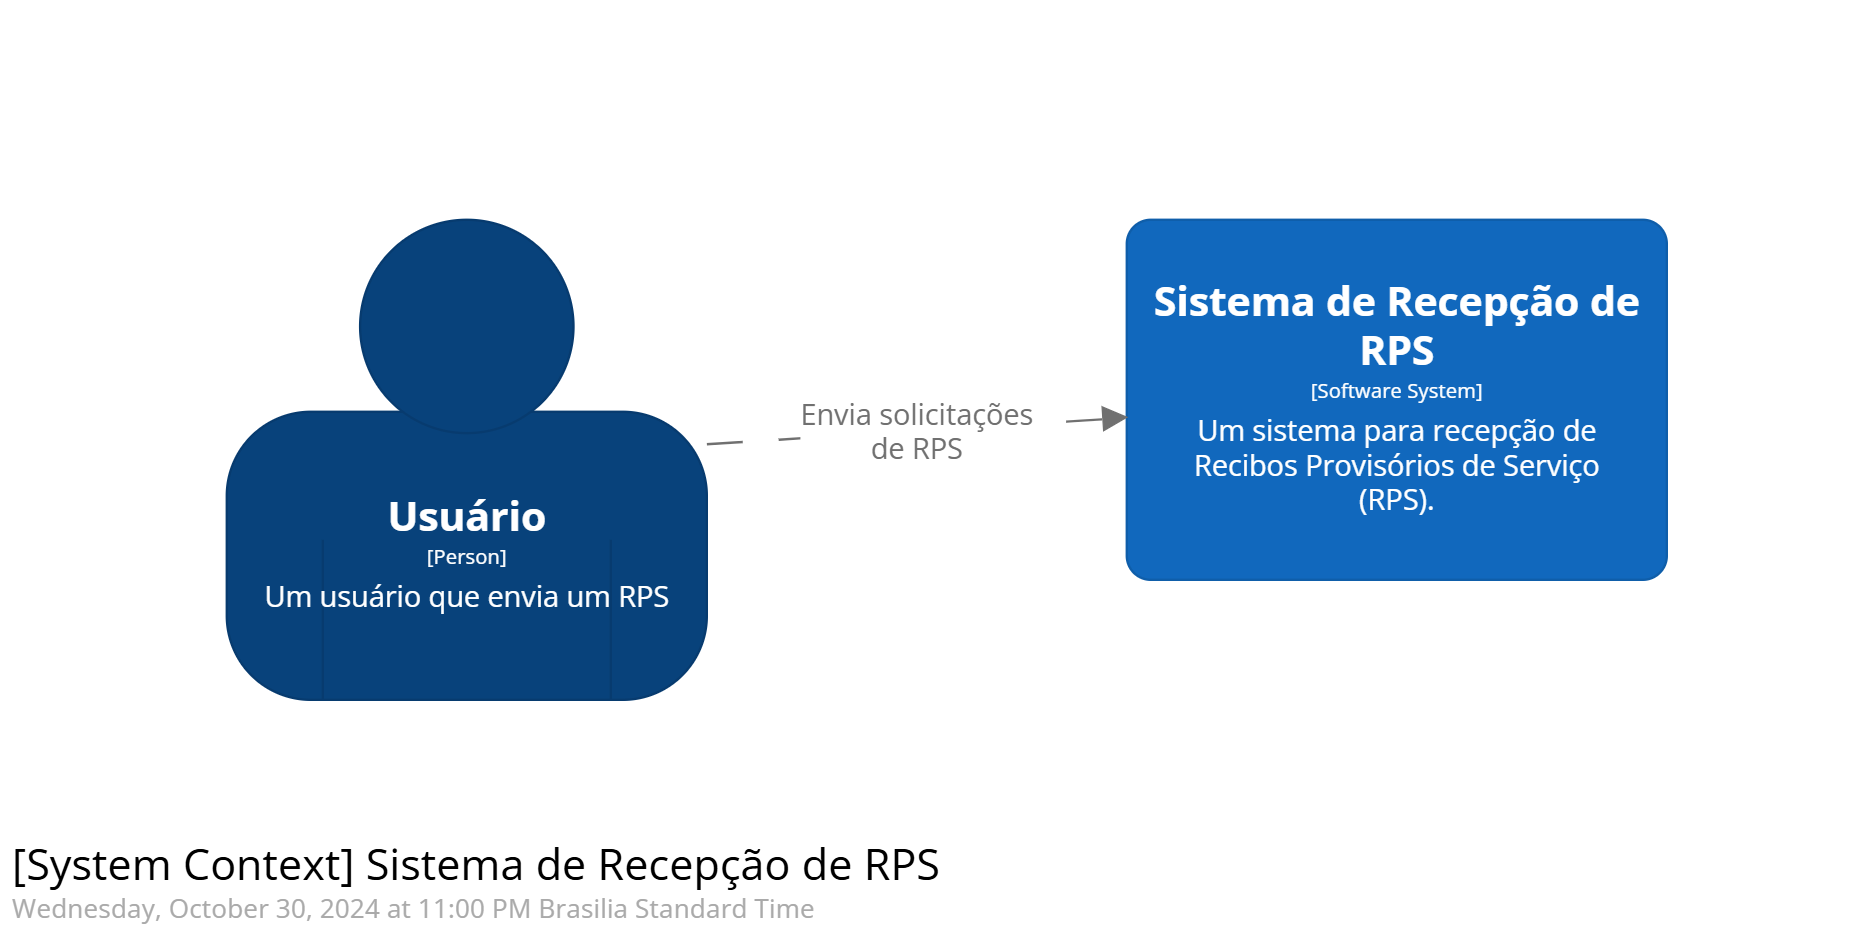 Usuário
[Person]
Um usuário que envia um RPS
Envia solicitações
de RPS
Sistema de Recepção de
RPS
[Software System]
Um sistema para recepção de
Recibos Provisórios de Serviço
(RPS).
[System Context] Sistema de Recepção de RPS
Wednesday, October 30, 2024 at 11:00 PM Brasilia Standard Time